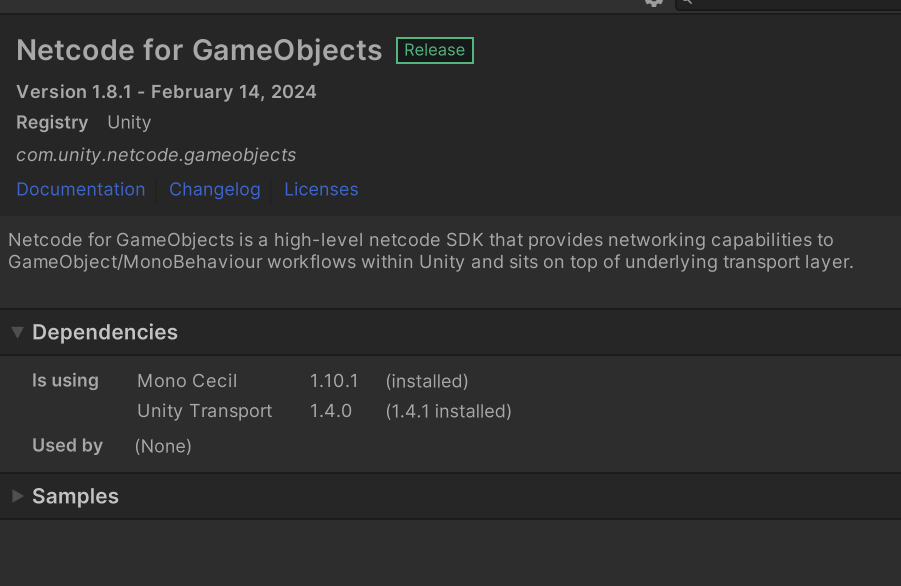 Netcode for GameObjects Release
Version 1.8.1 - February 14, 2024
Registry Unity
com.unity.netcode.gameobjects
Documentation Changelog Licenses
Netcode for GameObjects is a high-level netcode SDK that provides networking capabilities to
GameObject/MonoBehaviour workflows within Unity and sits on top of underlying transport layer.
Dependencies
Is using Mono Cecil 1.10.1 (installed)
Unity Transport 1.4.0 (1.4.1 installed)
Used by (None)
Samples